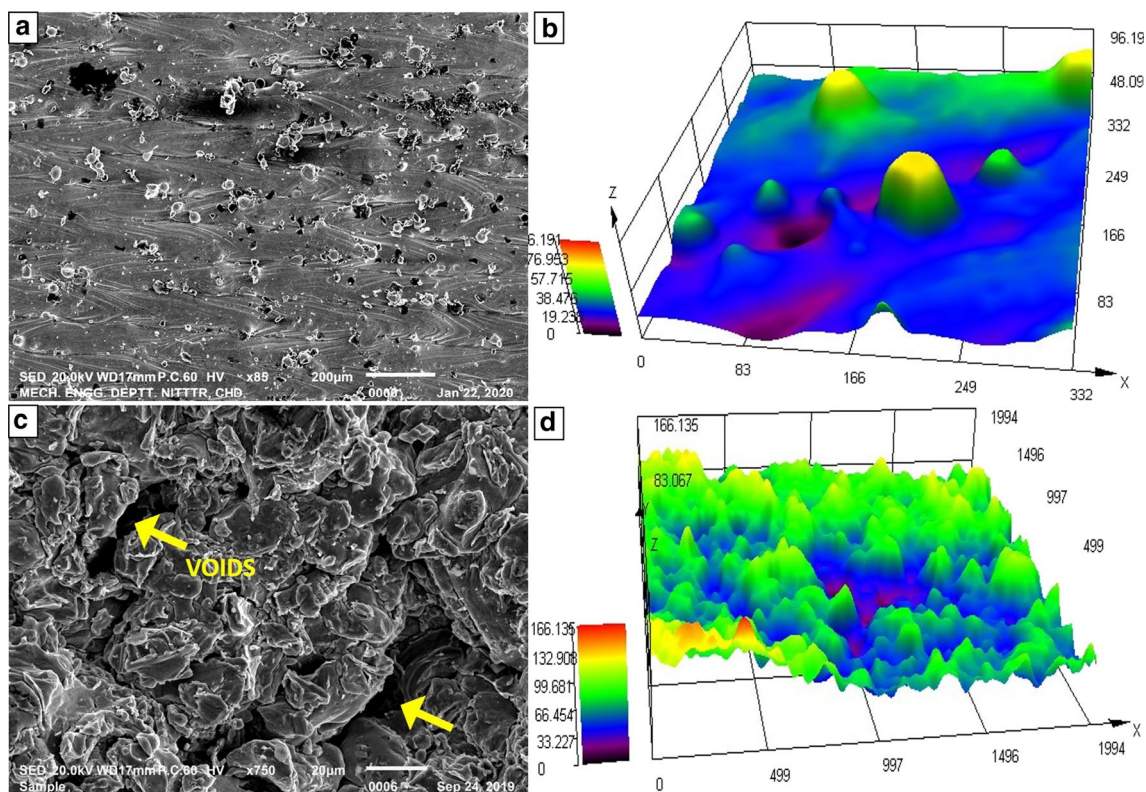 a
SED 20.0kV WD17mm P.C.60 HV x85 200µm
MECH. ENGG. DEPTT. NITTTR, CHD. 0000 Jan 22, 2020
b
96.19
48.09
332
249
166
83
Z
5.191
76.953
57.715
38.476
19.238
0
0
83
166
249
332
X
c
VOIDS
SED 20.0kV WD17mm P.C.60 HV x750 20µm
Sample 0006 Sep 24, 2019
d
166.135
83.067
1994
1496
997
499
Z
166.135
132.908
99.681
66.454
33.227
0
0
499
997
1496
1994
X